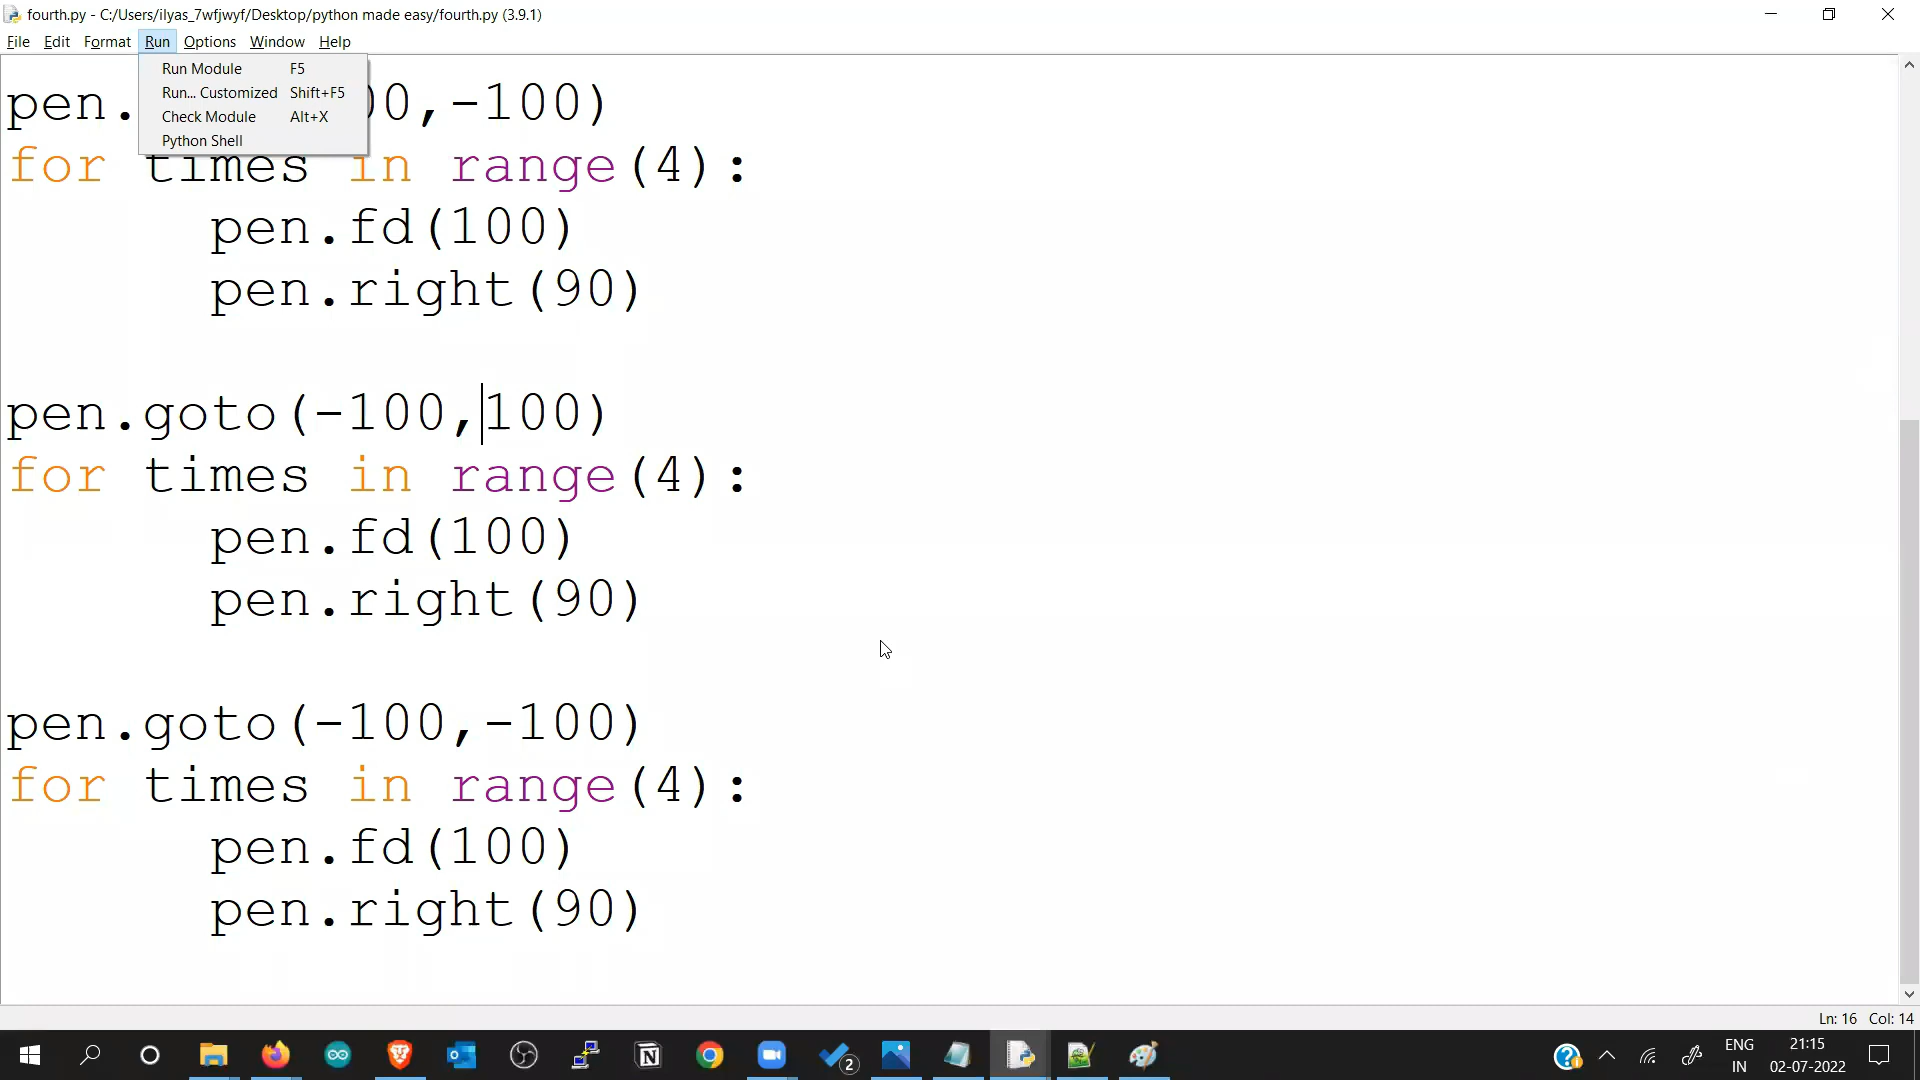 fourth.py - C:/Users/ilyas_7wfjwyf/Desktop/python made easy/fourth.py (3.9.1)
File Edit Format Run Options Window Help
Run Module F5
Run... Customized Shift+F5
Check Module Alt+X
Python Shell
pen. 00,-100)
for times in range(4):
pen.fd(100)
pen.right(90)
pen.goto(-100,100)
for times in range(4):
pen.fd(100)
pen.right(90)
pen.goto(-100,-100)
for times in range(4):
pen.fd(100)
pen.right(90)
Ln: 16 Col: 14
2
ENG
IN
21:15
02-07-2022